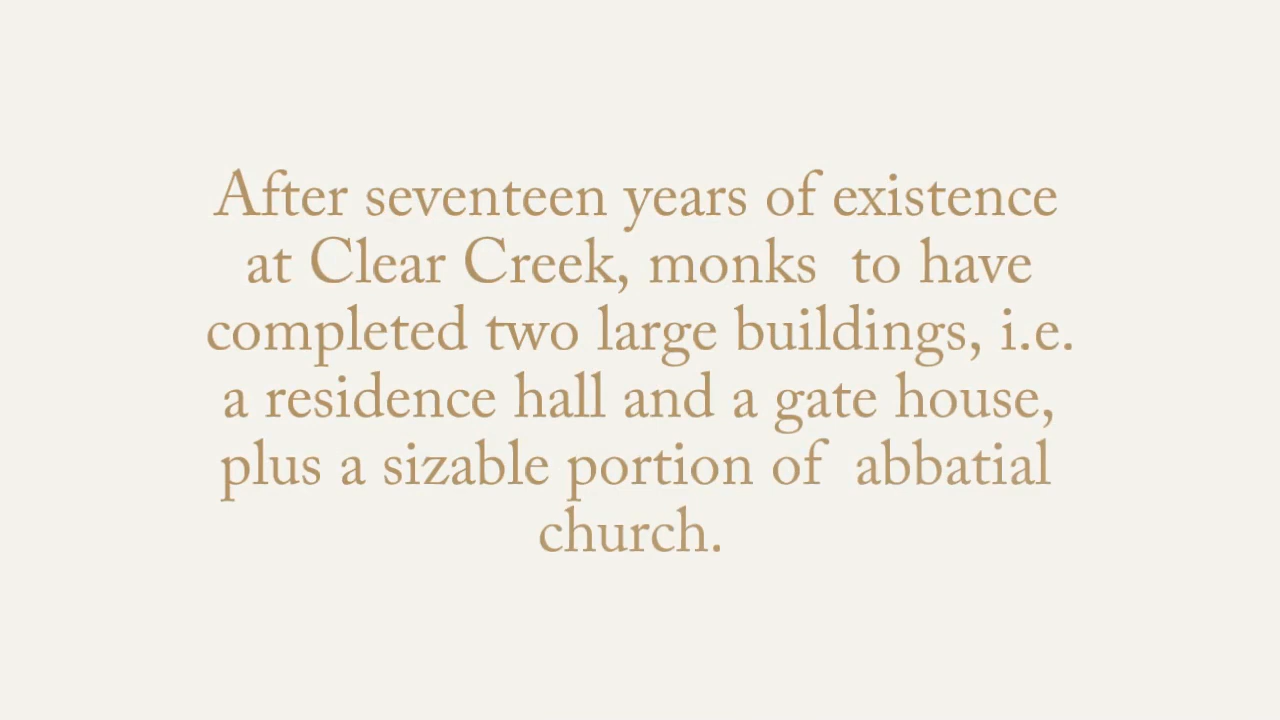 After seventeen years of existence
at Clear Creek, monks  to have
completed two large buildings, i.e.
a residence hall and a gate house,
plus a sizable portion of  abbatial
church.